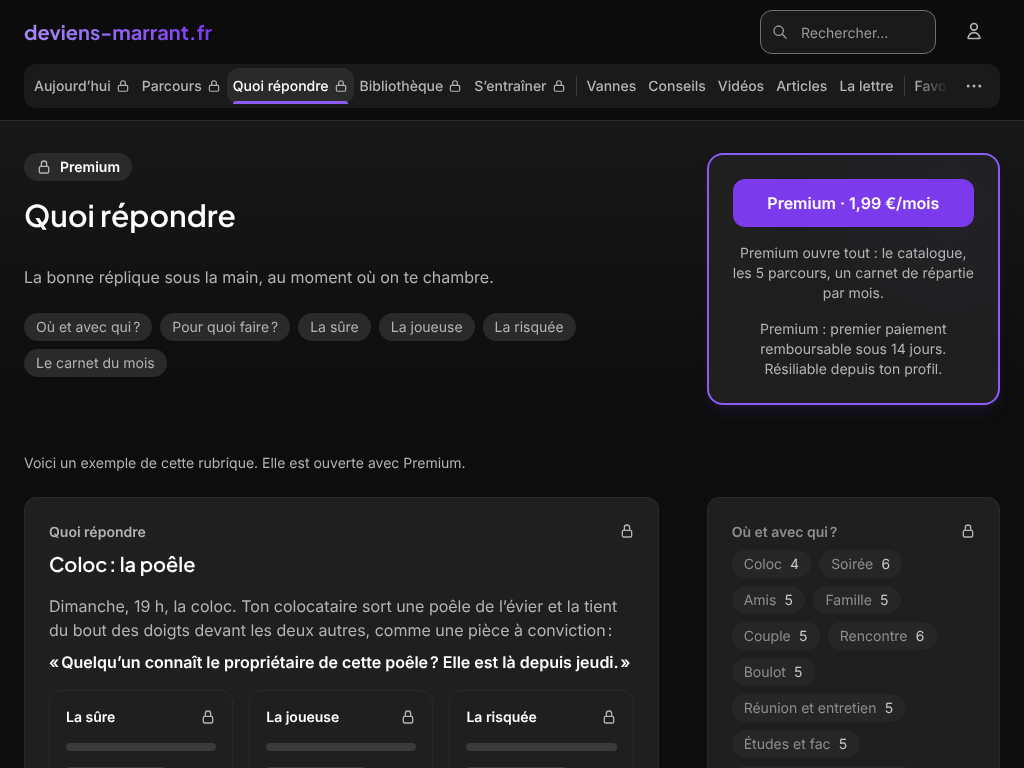 deviens-marrant.fr
Rechercher…
Aujourd’hui Parcours Quoi répondre Bibliothèque S’entraîner Vannes Conseils Vidéos Articles La lettre
Premium
Quoi répondre
La bonne réplique sous la main, au moment où on te chambre.
Où et avec qui ? Pour quoi faire ? La sûre La joueuse La risquée
Le carnet du mois
Premium · 1,99 €/mois
Premium ouvre tout : le catalogue,
les 5 parcours, un carnet de répartie
par mois.
Premium : premier paiement
remboursable sous 14 jours.
Résiliable depuis ton profil.
Voici un exemple de cette rubrique. Elle est ouverte avec Premium.
Quoi répondre
Coloc : la poêle
Dimanche, 19 h, la coloc. Ton colocataire sort une poêle de l’évier et la tient
du bout des doigts devant les deux autres, comme une pièce à conviction :
« Quelqu’un connaît le propriétaire de cette poêle ? Elle est là depuis jeudi. »
La sûre La joueuse La risquée
Où et avec qui ?
Coloc 4 Soirée 6
Amis 5 Famille 5
Couple 5 Rencontre 6
Boulot 5
Réunion et entretien 5
Études et fac 5